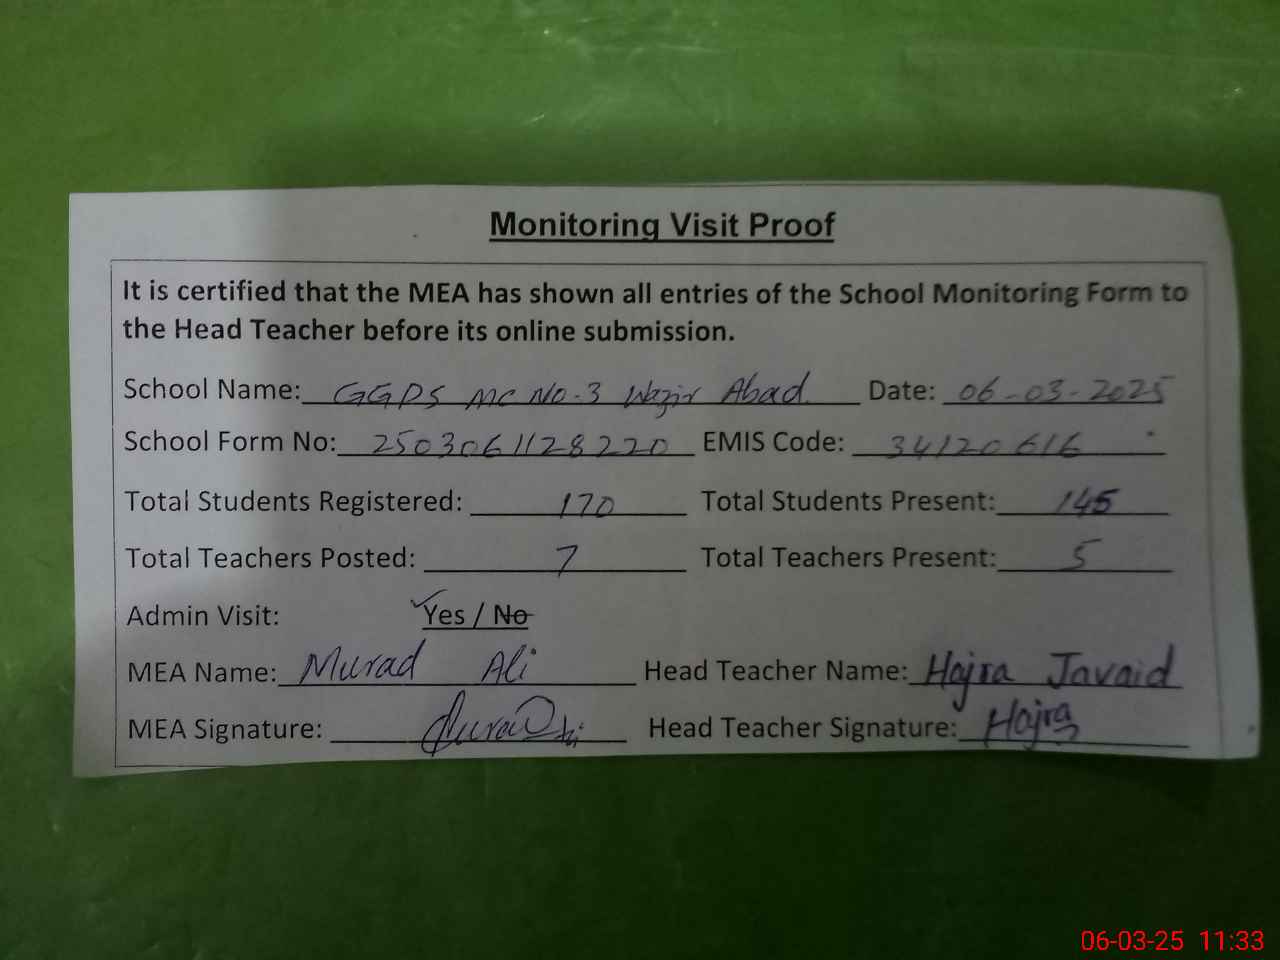 Monitoring Visit Proof
It is certified that the MEA has shown all entries of the School Monitoring Form to
the Head Teacher before its online submission.
School Name: GGPS MC No-3 Wazir Abad. Date: 06-03-2025
School Form No: 2503061128220 EMIS Code: 34120616
Total Students Registered: 170 Total Students Present: 145
Total Teachers Posted: 7 Total Teachers Present: 5
Admin Visit: Yes / No
MEA Name: Murad Ali Head Teacher Name: Hajra Javaid
MEA Signature: Head Teacher Signature: Hajra
06-03-25 11:33